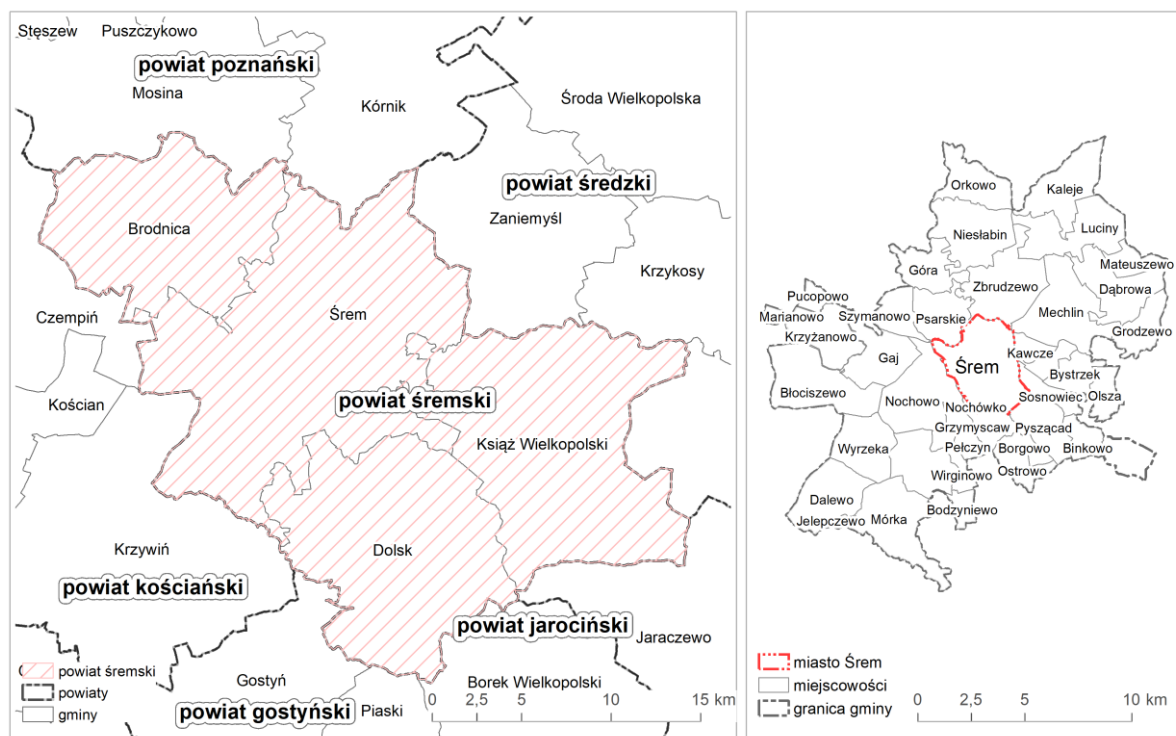 Stęszew
Puszczykowo
powiat poznański
Mosina
Kórnik
Środa Wielkopolska
powiat średzki
Zaniemyśl
Brodnica
Krzykosy
Czempiń
Śrem
Kościan
powiat śremski
Książ Wielkopolski
Krzywiń
Dolsk
powiat kościański
powiat jarociński
Jaraczewo
Gostyń
Borek Wielkopolski
powiat gostyński
Piaski
powiat śremski
powiaty
gminy
0 2,5 5 10 15 km
Orkowo
Kaleje
Niesłabin
Luciny
Góra
Mateuszewo
Zbrudzewo
Dąbrowa
Pucopowo
Marianowo
Szymanowo
Psarskie
Mechlin
Grodzewo
Krzyżanowo
Gaj
Śrem
Kawcze
Bystrzek
Błociszewo
Nochowo
Nochówko
Sosnowiec
Olsza
Grzymyscaw
Pysząc​ad
Wyrzeka
Pełczyn
Borgowo
Binkowo
Wirginowo
Ostrowo
Dalewo
Jelepczewo
Mórka
Bodzyniewo
miasto Śrem
miejscowości
granica gminy
0 2,5 5 10 km